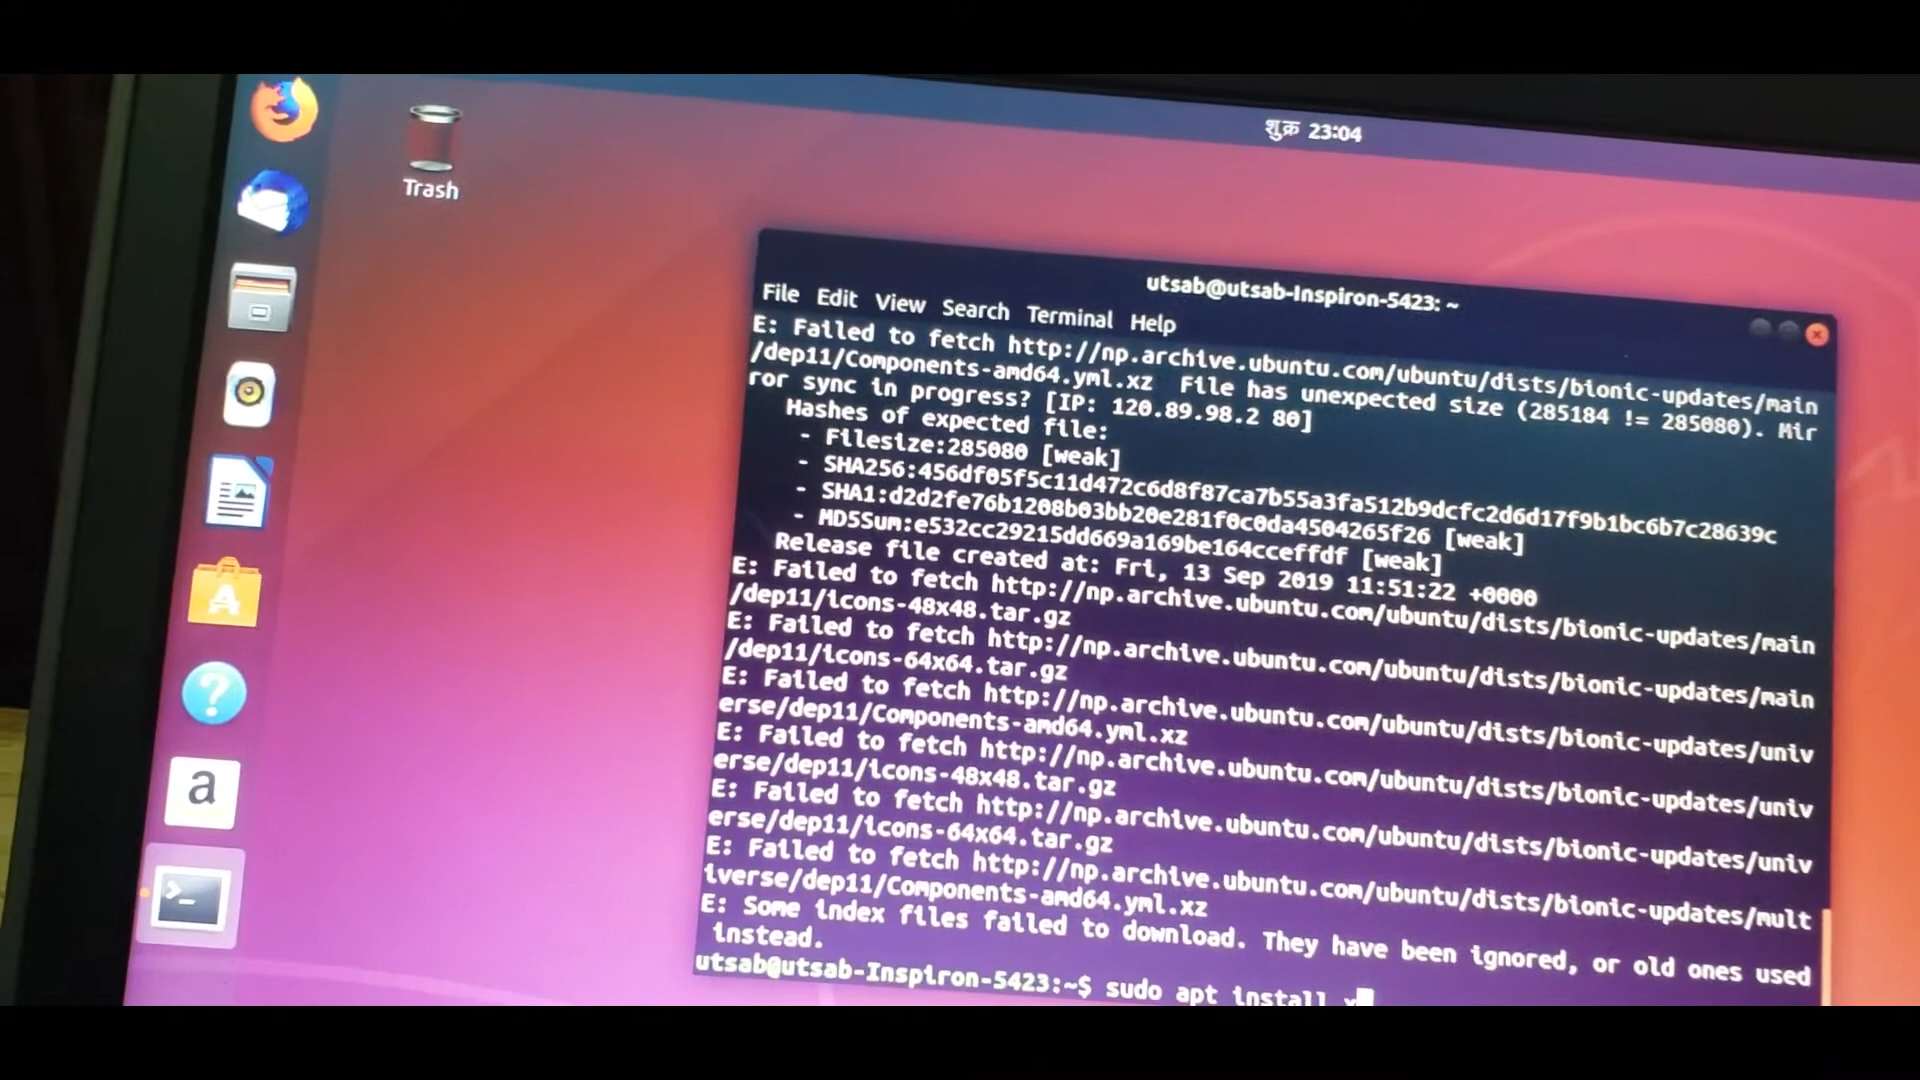 शुक्र 23:04
Trash
utsab@utsab-Inspiron-5423: ~
File Edit View Search Terminal Help
E: Failed to fetch http://np.archive.ubuntu.com/ubuntu/dists/bionic-updates/main
/dep11/Components-amd64.yml.xz  File has unexpected size (285184 != 285080). Mir
ror sync in progress? [IP: 120.89.98.2 80]
Hashes of expected file:
- Filesize:285080 [weak]
- SHA256:456df05f5c11d472c6d8f87ca7b55a3fa512b9dcfc2d6d17f9b1bc6b7c28639c
- SHA1:d2d2fe76b1208b03bb20e281f0c0da4504265f26 [weak]
- MD5Sum:e532cc29215dd669a169be164cceffdf [weak]
Release file created at: Fri, 13 Sep 2019 11:51:22 +0000
E: Failed to fetch http://np.archive.ubuntu.com/ubuntu/dists/bionic-updates/main
/dep11/icons-48x48.tar.gz
E: Failed to fetch http://np.archive.ubuntu.com/ubuntu/dists/bionic-updates/main
/dep11/icons-64x64.tar.gz
E: Failed to fetch http://np.archive.ubuntu.com/ubuntu/dists/bionic-updates/univ
erse/dep11/Components-amd64.yml.xz
E: Failed to fetch http://np.archive.ubuntu.com/ubuntu/dists/bionic-updates/univ
erse/dep11/icons-48x48.tar.gz
E: Failed to fetch http://np.archive.ubuntu.com/ubuntu/dists/bionic-updates/univ
erse/dep11/icons-64x64.tar.gz
E: Failed to fetch http://np.archive.ubuntu.com/ubuntu/dists/bionic-updates/mult
iverse/dep11/Components-amd64.yml.xz
E: Some index files failed to download. They have been ignored, or old ones used
instead.
utsab@utsab-Inspiron-5423:~$ sudo apt install